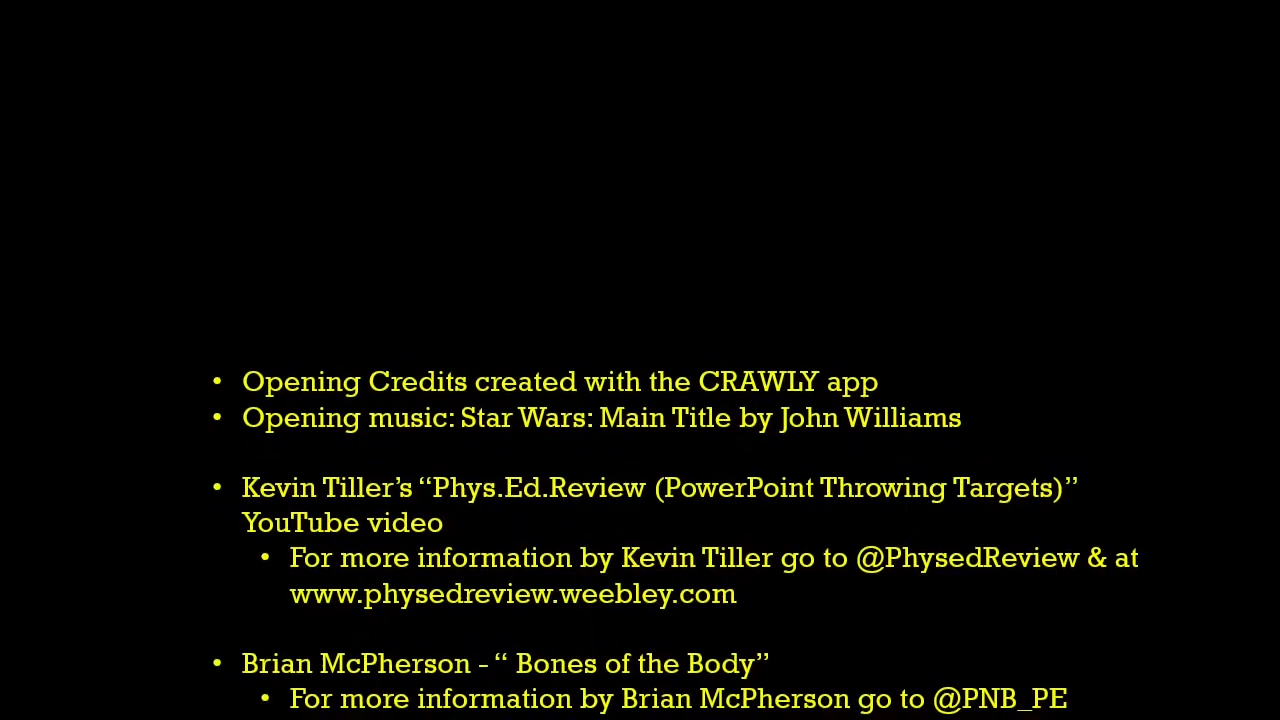 • Opening Credits created with the CRAWLY app
• Opening music: Star Wars: Main Title by John Williams
• Kevin Tiller’s “Phys.Ed.Review (PowerPoint Throwing Targets)”
YouTube video
• For more information by Kevin Tiller go to @PhysedReview & at
www.physedreview.weebley.com
• Brian McPherson - “ Bones of the Body”
• For more information by Brian McPherson go to @PNB_PE